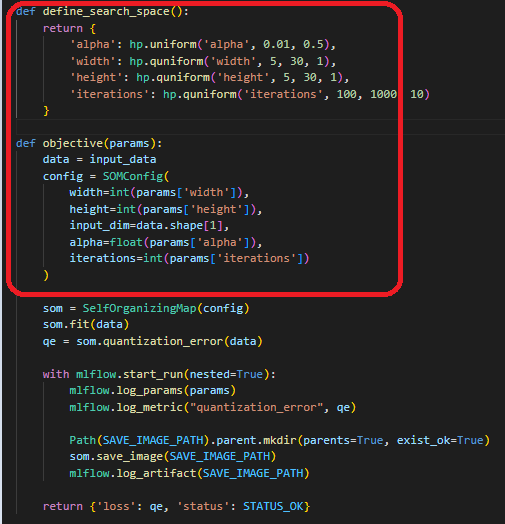 def define_search_space():
    return {
        'alpha': hp.uniform('alpha', 0.01, 0.5),
        'width': hp.quniform('width', 5, 30, 1),
        'height': hp.quniform('height', 5, 30, 1),
        'iterations': hp.quniform('iterations', 100, 1000, 10)
    }
def objective(params):
    data = input_data
    config = SOMConfig(
        width=int(params['width']),
        height=int(params['height']),
        input_dim=data.shape[1],
        alpha=float(params['alpha']),
        iterations=int(params['iterations'])
    )
    som = SelfOrganizingMap(config)
    som.fit(data)
    qe = som.quantization_error(data)
    with mlflow.start_run(nested=True):
        mlflow.log_params(params)
        mlflow.log_metric("quantization_error", qe)
        Path(SAVE_IMAGE_PATH).parent.mkdir(parents=True, exist_ok=True)
        som.save_image(SAVE_IMAGE_PATH)
        mlflow.log_artifact(SAVE_IMAGE_PATH)
    return {'loss': qe, 'status': STATUS_OK}